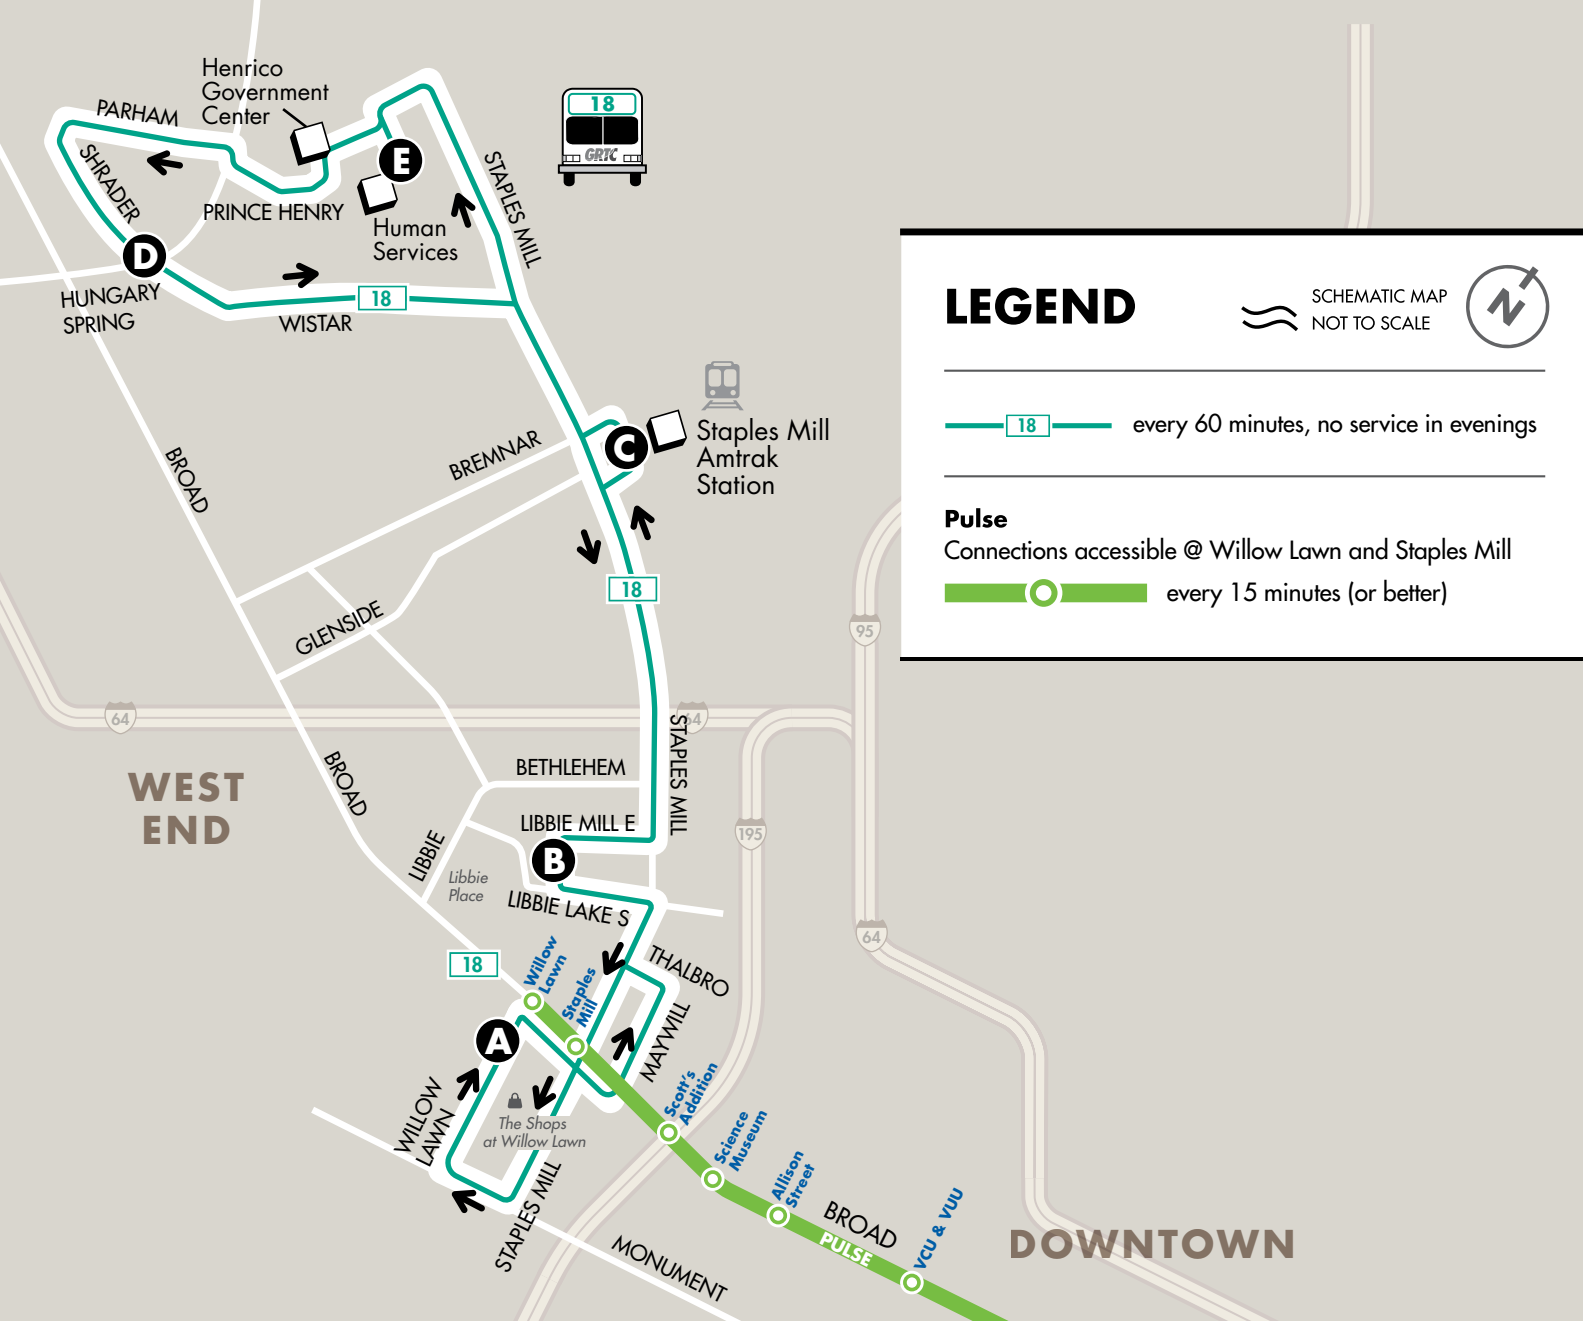 Henrico
Government
Center
PARHAM
SHRADER
PRINCE HENRY
E
Human
Services
18
GRTC
STAPLES MILL
D
HUNGARY
SPRING
18
WISTAR
LEGEND
SCHEMATIC MAP
NOT TO SCALE
N
18
every 60 minutes, no service in evenings
Pulse
Connections accessible @ Willow Lawn and Staples Mill
every 15 minutes (or better)
C
Staples Mill
Amtrak
Station
BREMNAR
BROAD
18
GLENSIDE
95
64
64
STAPLES MILL
WEST
END
BROAD
BETHLEHEM
LIBBIE MILL E
195
LIBBIE
B
Libbie
Place
LIBBIE LAKE S
64
18
Willow
Lawn
Staples
Mill
THALBRO
MAYWILL
A
WILLOW
LAWN
The Shops
at Willow Lawn
Scott's
Addition
Science
Museum
Allison
Street
STAPLES MILL
MONUMENT
BROAD
PULSE
VCU & VUU
DOWNTOWN